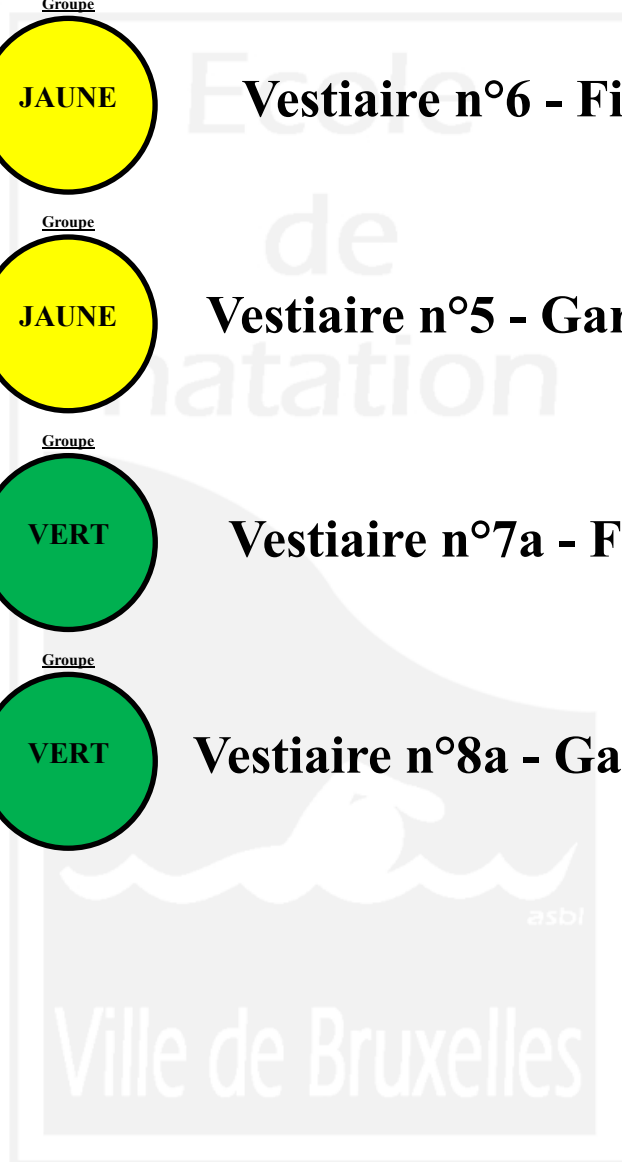 Groupe
JAUNE
Vestiaire n°6 - Fi
Groupe
JAUNE
Vestiaire n°5 - Gar
Groupe
VERT
Vestiaire n°7a - F
Groupe
VERT
Vestiaire n°8a - Ga
Ecole
de
natation
asbl
Ville de Bruxelles